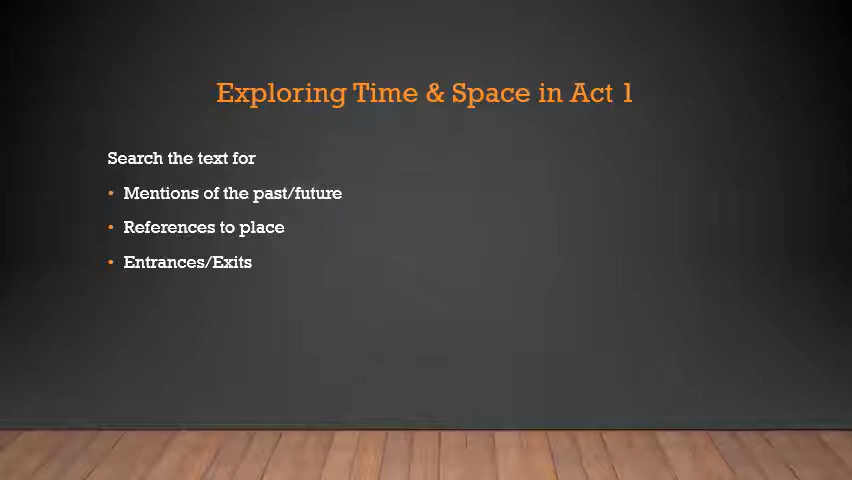 Exploring Time & Space in Act 1
Search the text for
• Mentions of the past/future
• References to place
• Entrances/Exits